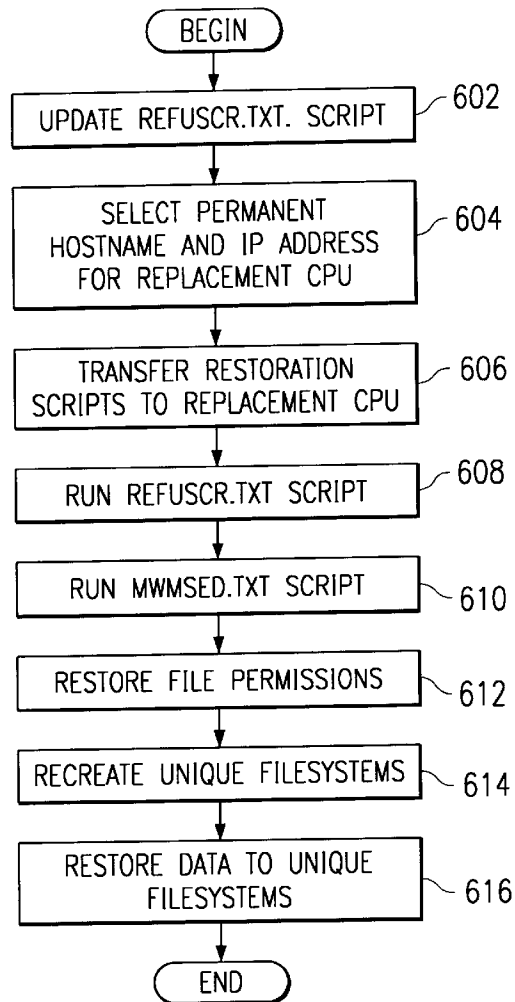 BEGIN
UPDATE REFUSCR.TXT. SCRIPT
602
SELECT PERMANENT
HOSTNAME AND IP ADDRESS
FOR REPLACEMENT CPU
604
TRANSFER RESTORATION
SCRIPTS TO REPLACEMENT CPU
606
RUN REFUSCR.TXT SCRIPT
608
RUN MWMSED.TXT SCRIPT
610
RESTORE FILE PERMISSIONS
612
RECREATE UNIQUE FILESYSTEMS
614
RESTORE DATA TO UNIQUE
FILESYSTEMS
616
END